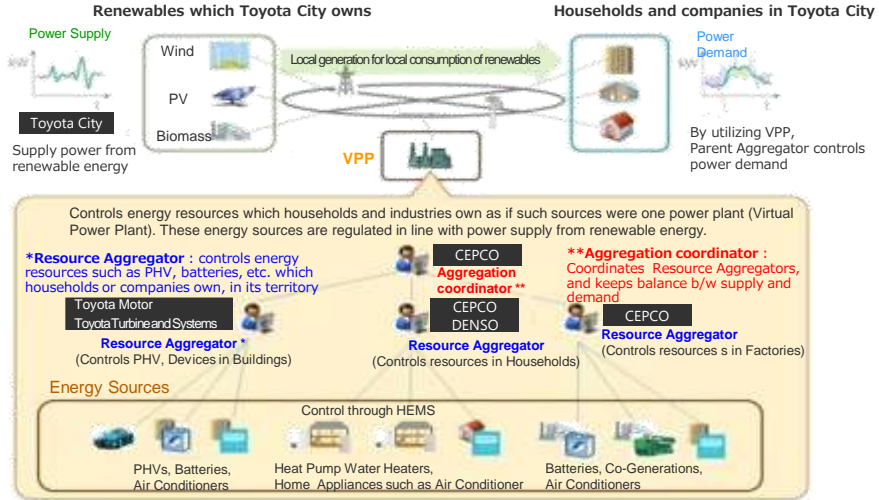 Renewables which Toyota City owns
Households and companies in Toyota City
Power Supply
kW
t
Toyota City
Supply power from
renewable energy
Wind
PV
Biomass
Local generation for local consumption of renewables
VPP
Power
Demand
kW
t
By utilizing VPP,
Parent Aggregator controls
power demand
Controls energy resources which households and industries own as if such sources were one power plant (Virtual
Power Plant). These energy sources are regulated in line with power supply from renewable energy.
*Resource Aggregator : controls energy
resources such as PHV, batteries, etc. which
households or companies own, in its territory
CEPCO
Aggregation
coordinator **
**Aggregation coordinator :
Coordinates Resource Aggregators,
and keeps balance b/w supply and
demand
Toyota Motor
Toyota Turbine and Systems
Resource Aggregator *
(Controls PHV, Devices in Buildings)
CEPCO
DENSO
Resource Aggregator
(Controls resources in Households)
CEPCO
Resource Aggregator
(Controls resources s in Factories)
Energy Sources
Control through HEMS
PHVs, Batteries,
Air Conditioners
Heat Pump Water Heaters,
Home Appliances such as Air Conditioner
Batteries, Co-Generations,
Air Conditioners